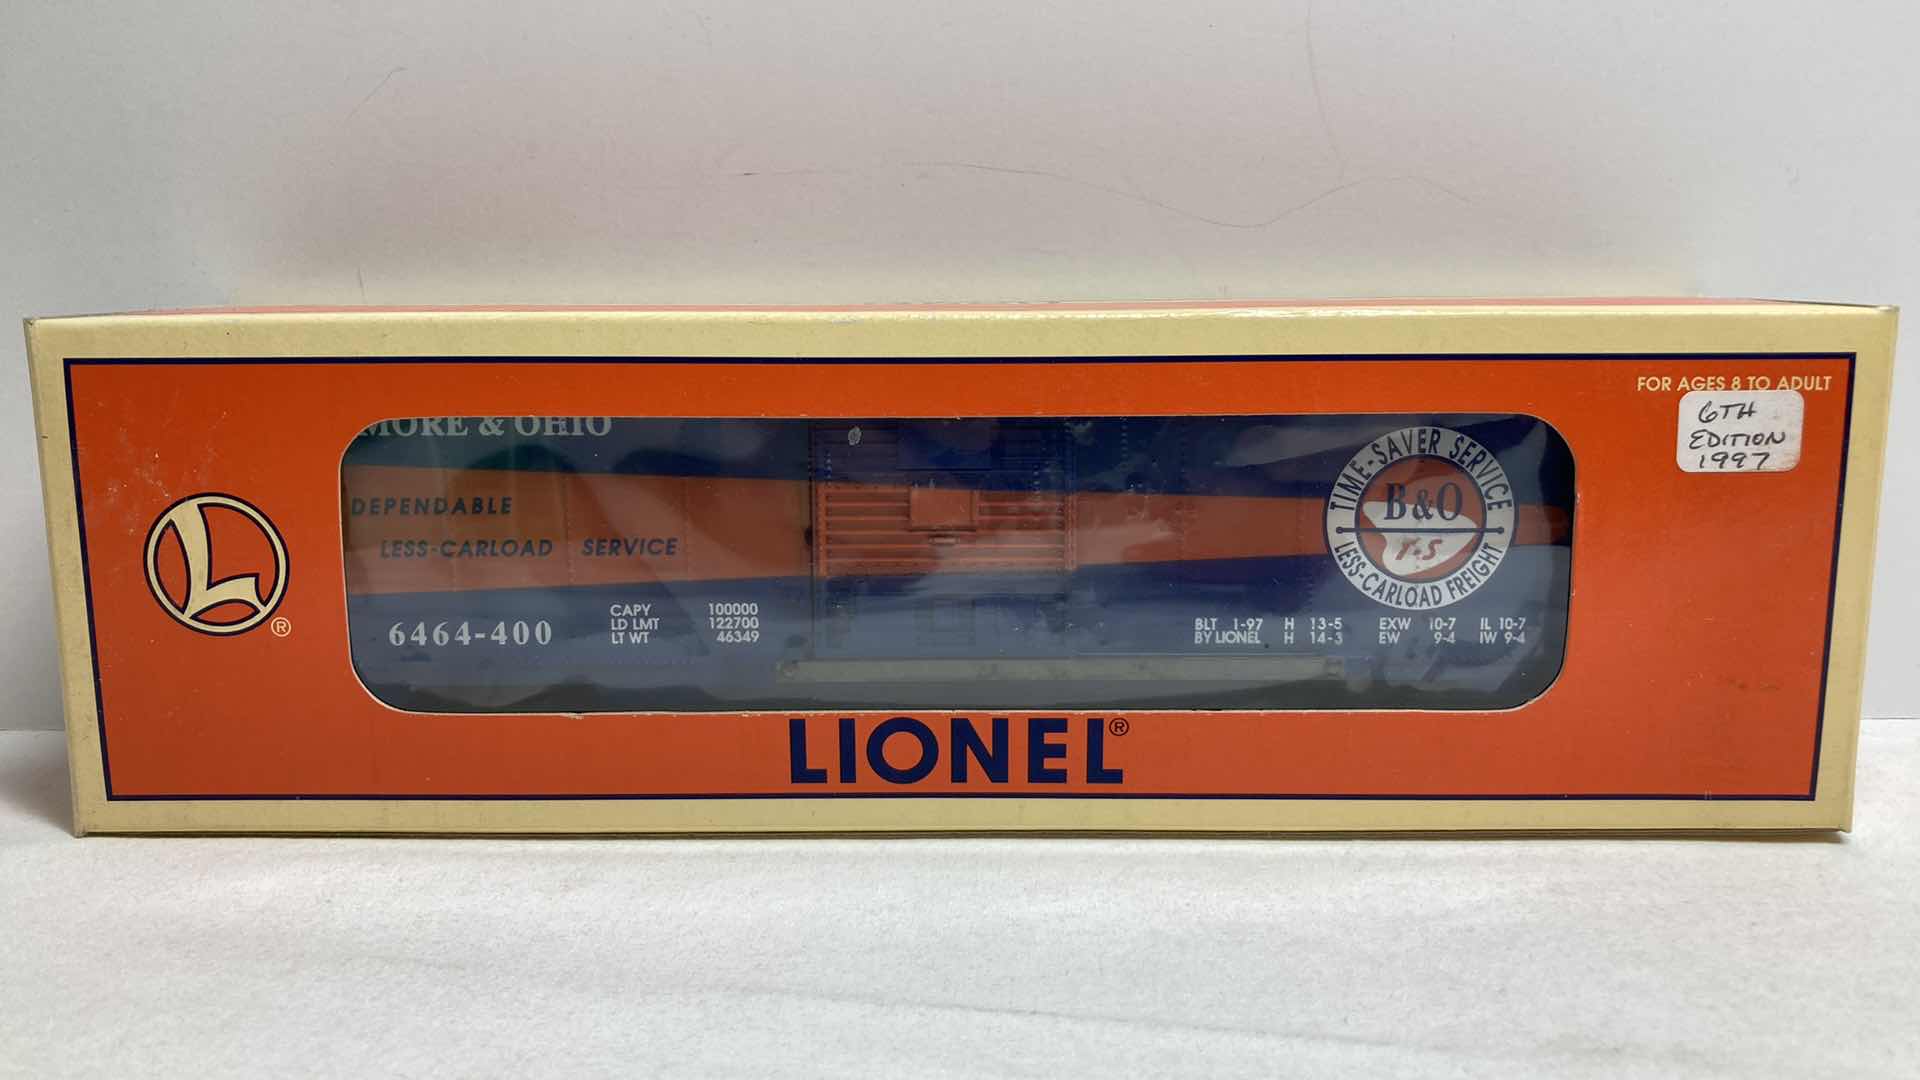 FOR AGES 8 TO ADULT
6TH
EDITION
1997
MORE & OHIO
DEPENDABLE
LESS-CARLOAD SERVICE
6464-400
CAPY 100000
LD LMT 122700
LT WT 46349
TIME-SAVER SERVICE
B&O
T-S
LESS-CARLOAD FREIGHT
BLT 1-97 H 13-5 EXW 10-7 IL 10-7
BY LIONEL H 14-3 EW 9-4 IW 9-4
L
®
LIONEL®